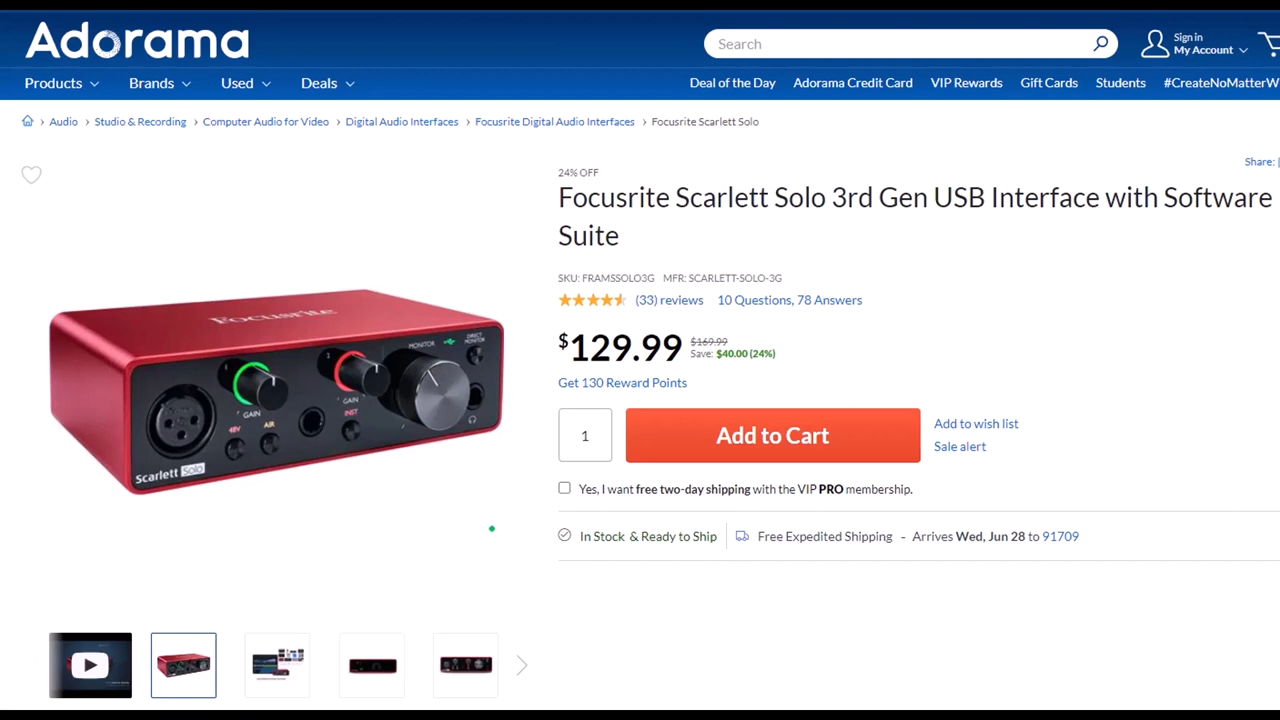 Adorama
Search
Sign in
My Account
Products
Brands
Used
Deals
Deal of the Day
Adorama Credit Card
VIP Rewards
Gift Cards
Students
#CreateNoMatterW
Audio › Studio & Recording › Computer Audio for Video › Digital Audio Interfaces › Focusrite Digital Audio Interfaces › Focusrite Scarlett Solo
Share:
24% OFF
Focusrite Scarlett Solo 3rd Gen USB Interface with Software
Suite
SKU: FRAMSSOLO3G MFR: SCARLETT-SOLO-3G
(33) reviews 10 Questions, 78 Answers
$129.99 $169.99
Save: $40.00 (24%)
Get 130 Reward Points
1
Add to Cart
Add to wish list
Sale alert
Yes, I want free two-day shipping with the VIP PRO membership.
In Stock & Ready to Ship
Free Expedited Shipping - Arrives Wed, Jun 28 to 91709
Focusrite
1
MONITOR
DIRECT
MONITOR
GAIN
GAIN
48V
AIR
INST
Scarlett Solo